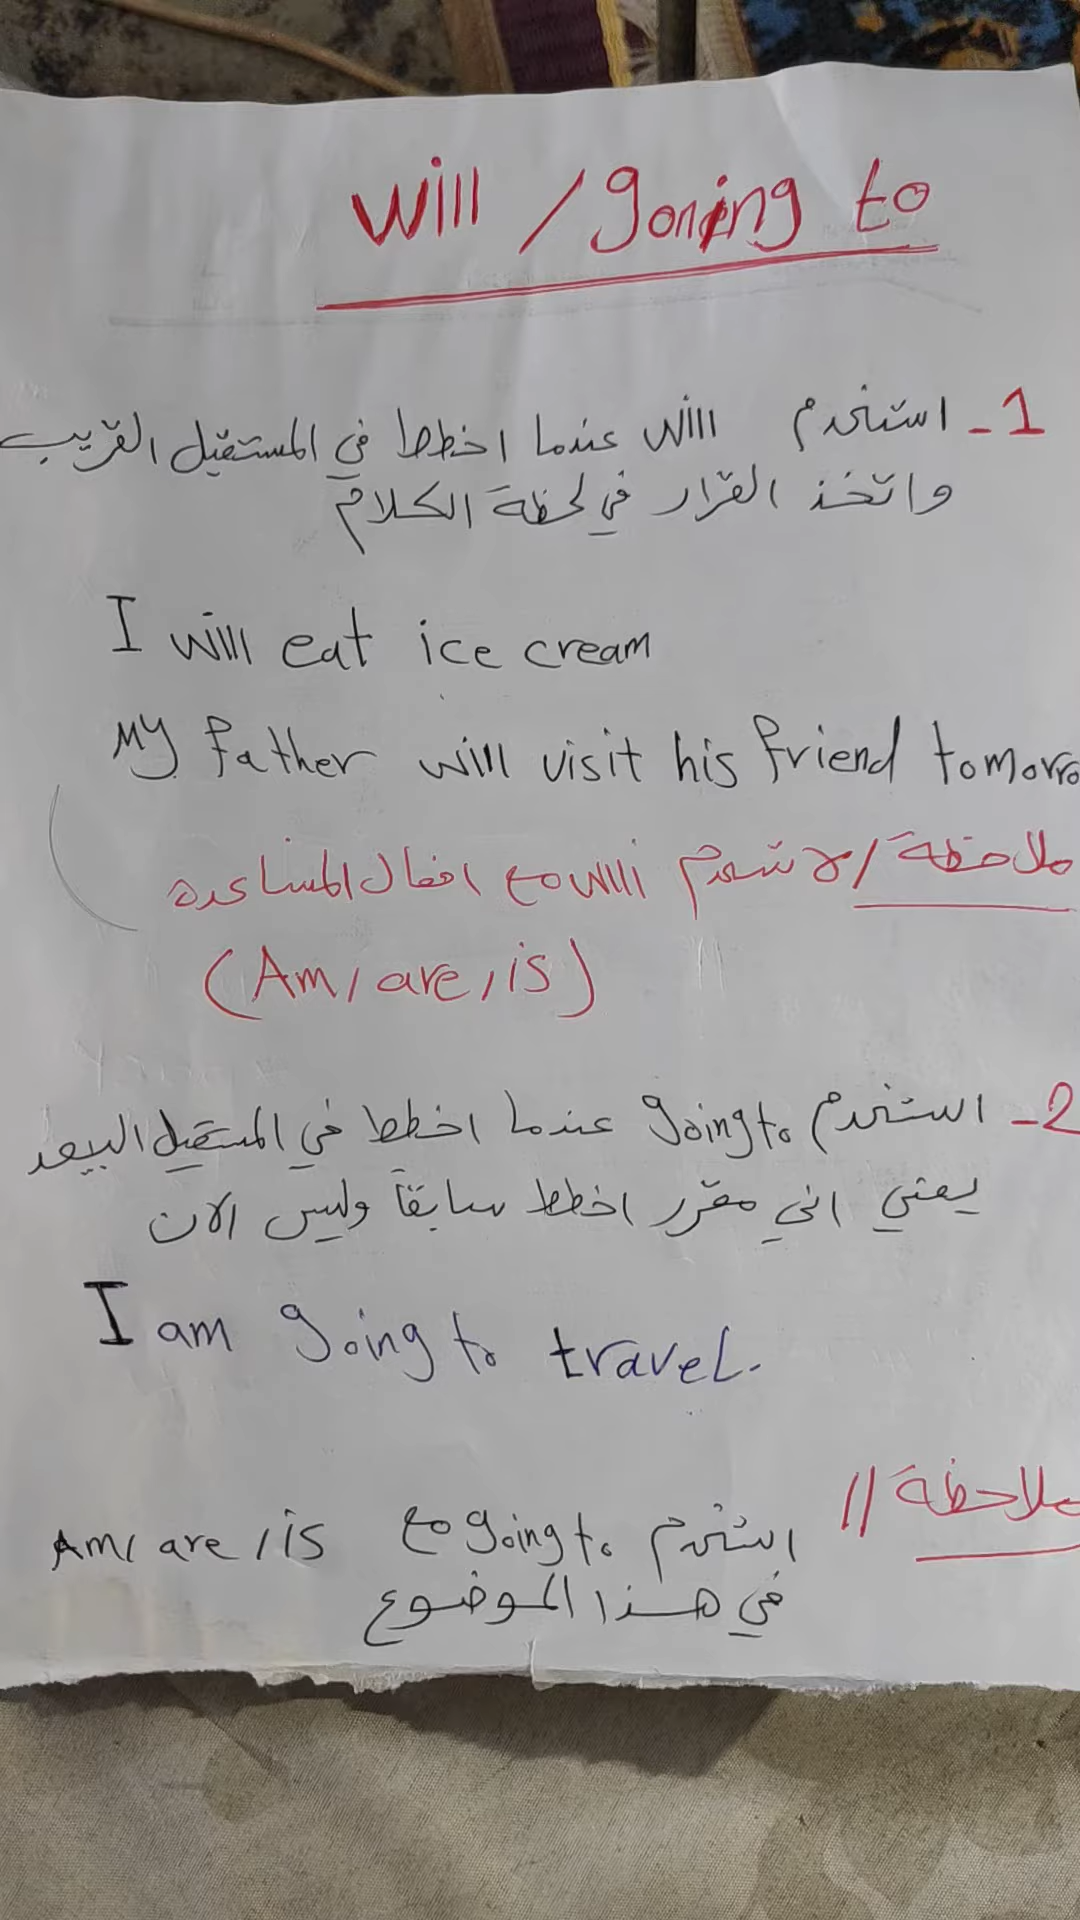 will / going to
1- استخدم will عندما اخطط في المستقبل القريب
واتخذ القرار في لحظة الكلام
I will eat ice cream
My father will visit his friend tomorro
ملاحظة / لا تستخدم will مع افعال المساعده
(Am / are / is)
2- استخدم going to عندما اخطط في المستقبل البعيد
يعني اني مقرر اخطط سابقاً وليس الان
I am going to travel.
ملاحظة // استخدم going to مع Am / are / is
في هذا الموضوع